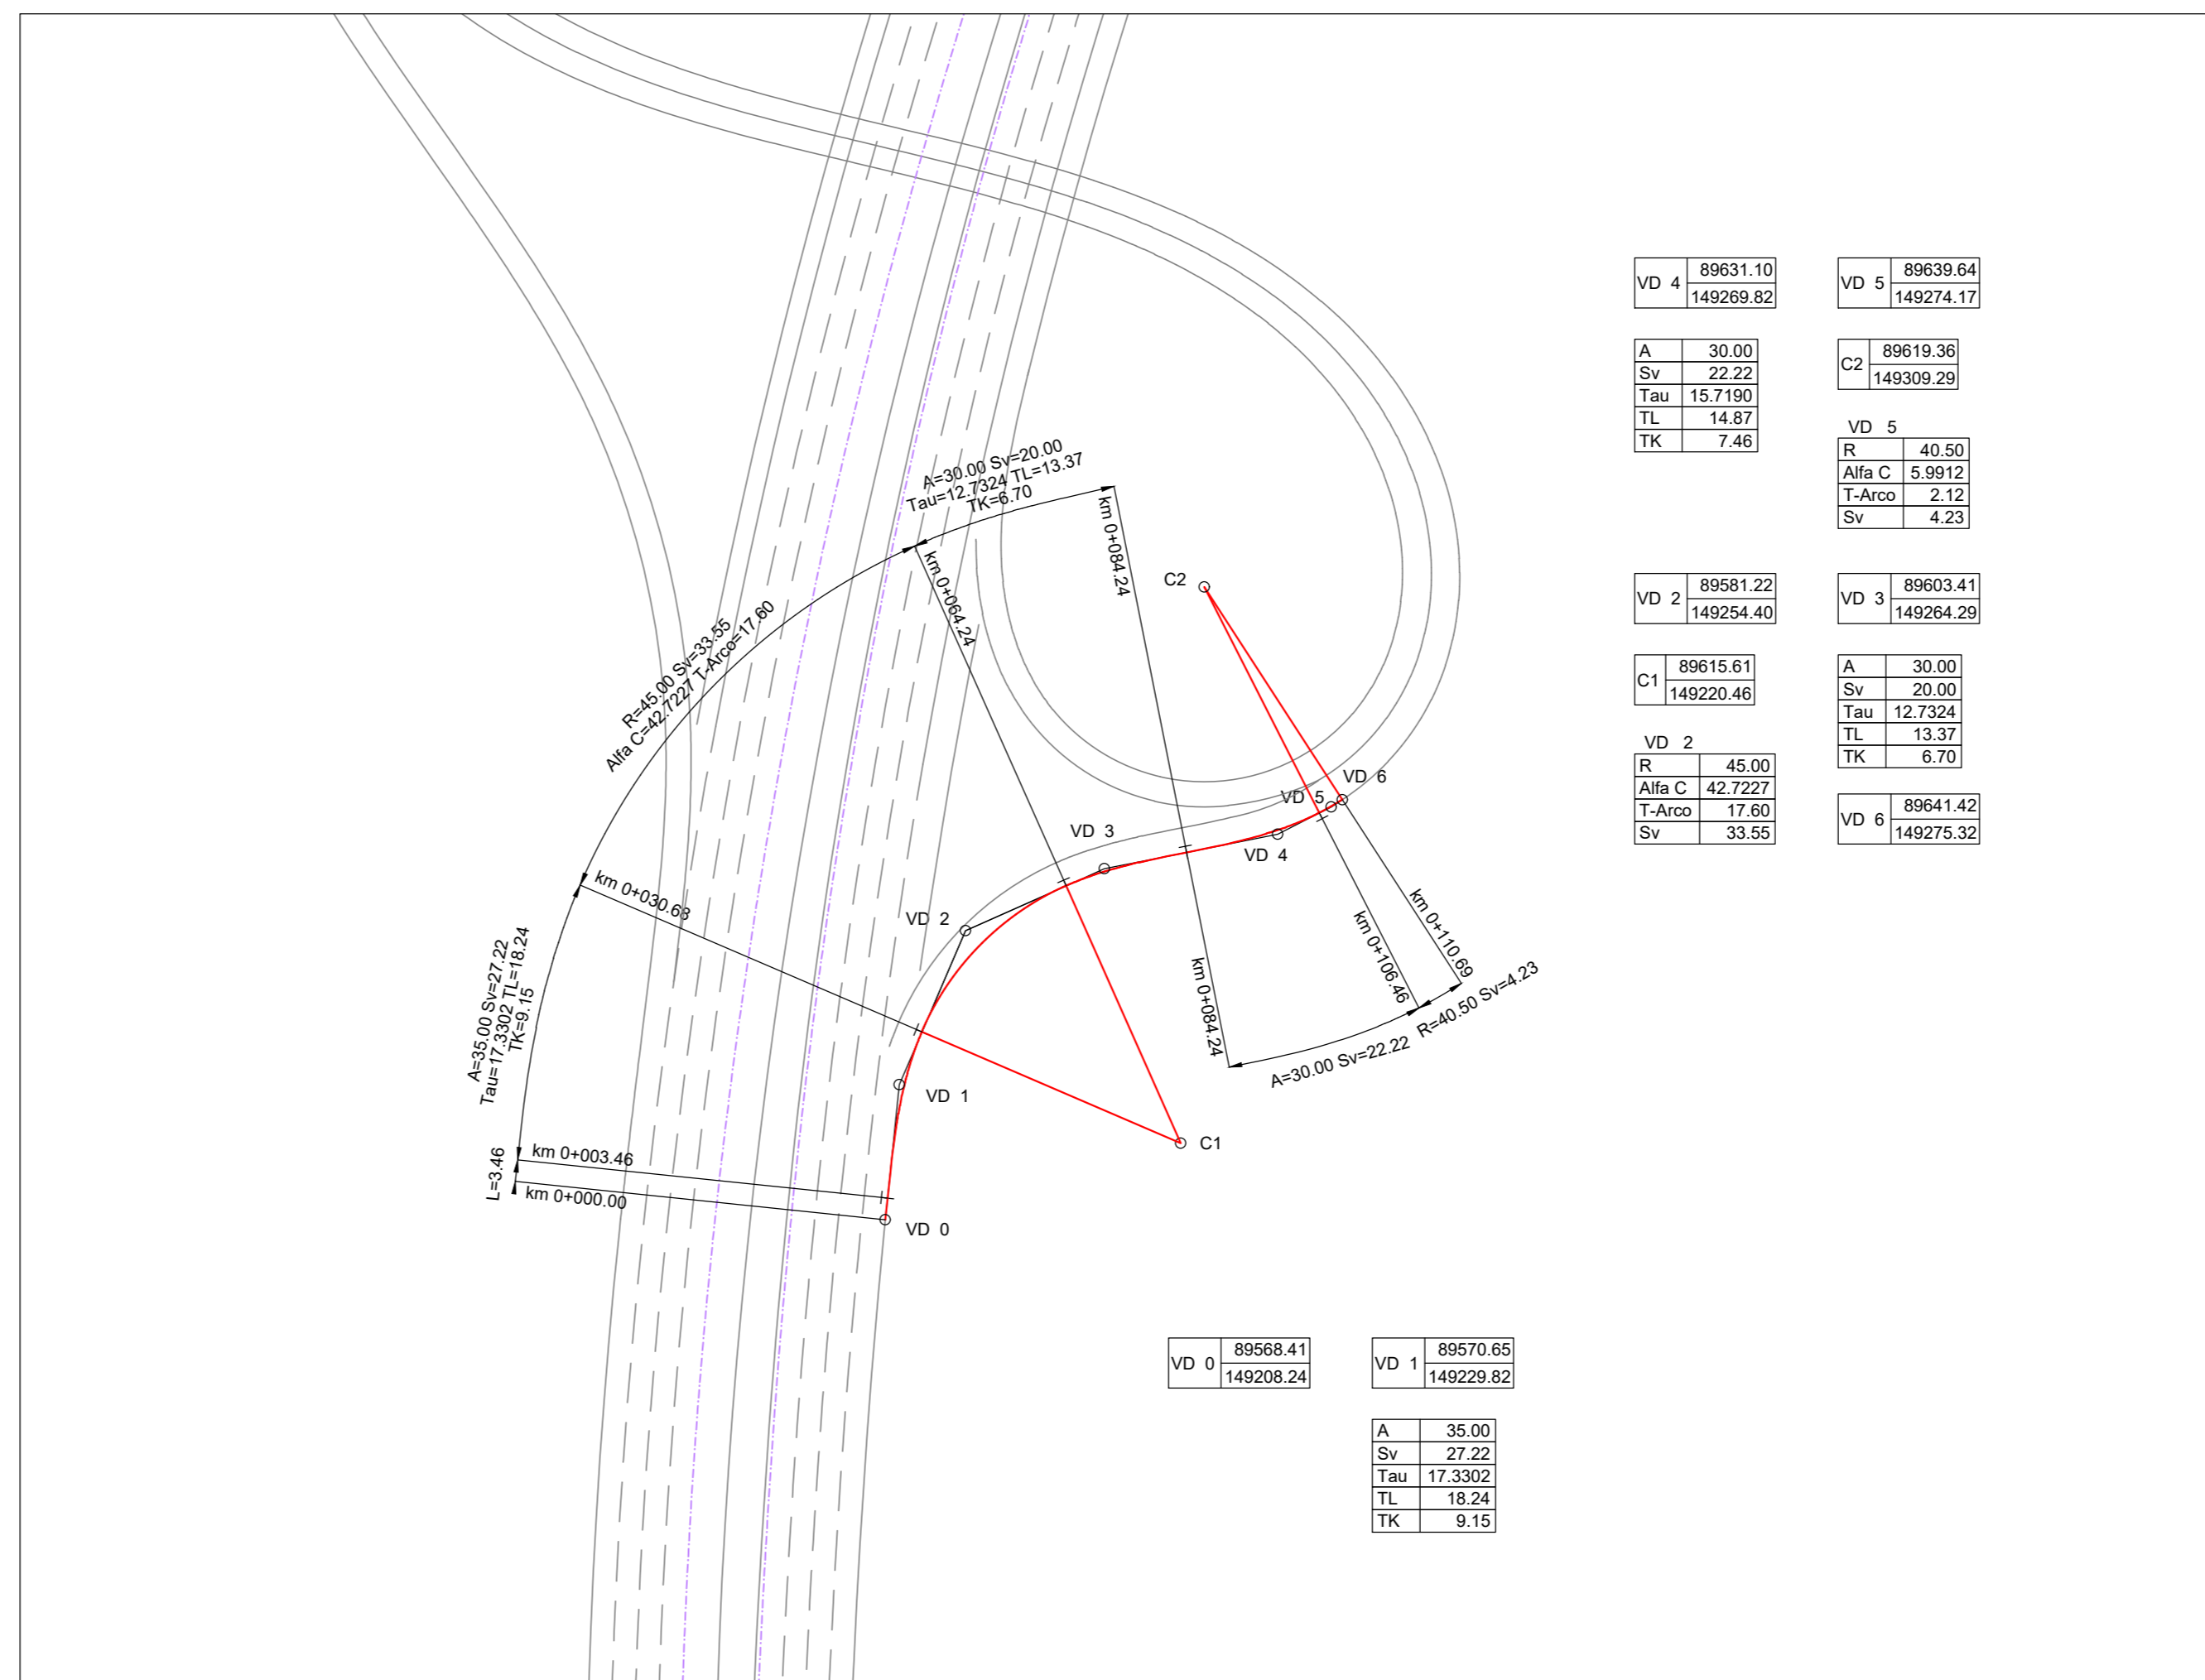 A=30.00 Sv=20.00
Tau=12.7324 TL=13.37
TK=6.70
km 0+064.24
km 0+084.24
R=45.00 Sv=33.55
Alfa C=42.7227 T-Arco=17.60
km 0+030.68
A=35.00 Sv=27.22
Tau=17.3302 TL=18.24
TK=9.15
L=3.46
km 0+003.46
km 0+000.00
VD 0
VD 1
VD 2
VD 3
VD 4
VD 5
VD 6
C2
C1
km 0+084.24
km 0+106.46
km 0+110.69
A=30.00 Sv=22.22
R=40.50 Sv=4.23
VD 4 89631.10
149269.82
A 30.00
Sv 22.22
Tau 15.7190
TL 14.87
TK 7.46
VD 5 89639.64
149274.17
C2 89619.36
149309.29
VD 5
R 40.50
Alfa C 5.9912
T-Arco 2.12
Sv 4.23
VD 2 89581.22
149254.40
C1 89615.61
149220.46
VD 2
R 45.00
Alfa C 42.7227
T-Arco 17.60
Sv 33.55
VD 3 89603.41
149264.29
A 30.00
Sv 20.00
Tau 12.7324
TL 13.37
TK 6.70
VD 6 89641.42
149275.32
VD 0 89568.41
149208.24
VD 1 89570.65
149229.82
A 35.00
Sv 27.22
Tau 17.3302
TL 18.24
TK 9.15